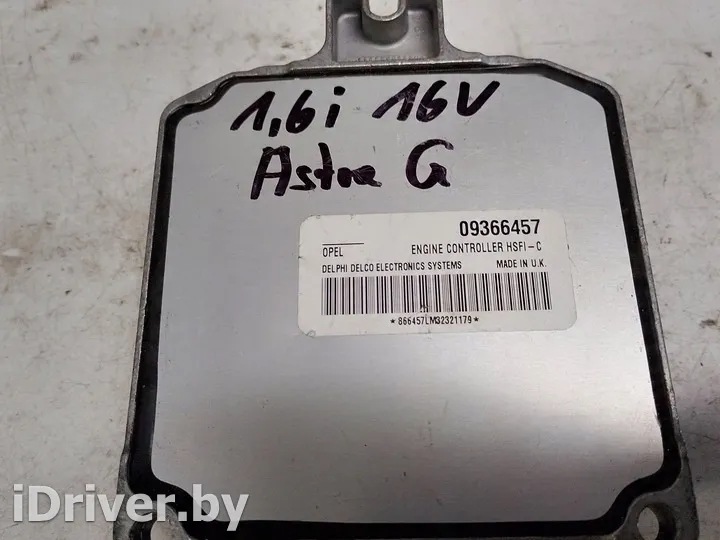 1,6i 16V
Astra G
09366457
OPEL ENGINE CONTROLLER HSFI-C
DELPHI DELCO ELECTRONICS SYSTEMS MADE IN U.K.
*866457LM32321179*
iDriver.by